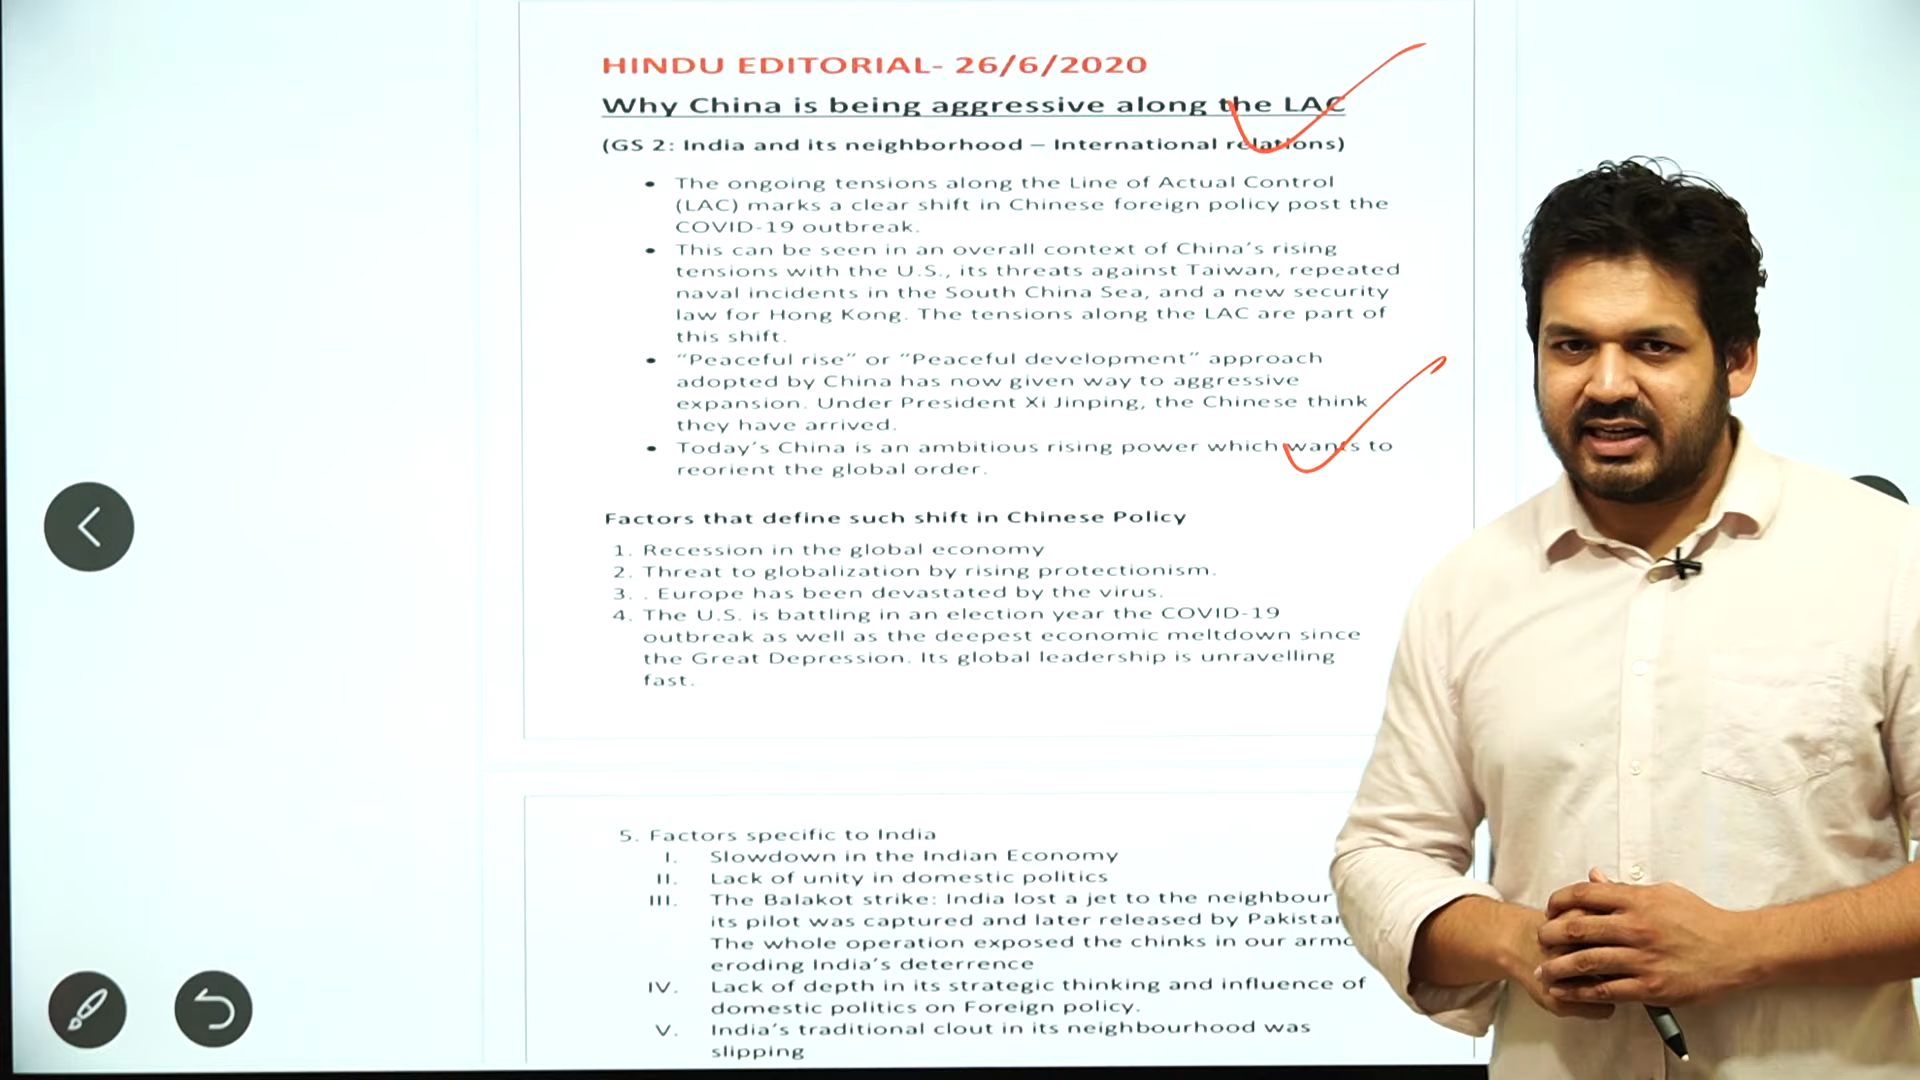 HINDU EDITORIAL- 26/6/2020
Why China is being aggressive along the LAC
(GS 2: India and its neighborhood – International relations)
• The ongoing tensions along the Line of Actual Control
(LAC) marks a clear shift in Chinese foreign policy post the
COVID-19 outbreak.
• This can be seen in an overall context of China's rising
tensions with the U.S., its threats against Taiwan, repeated
naval incidents in the South China Sea, and a new security
law for Hong Kong. The tensions along the LAC are part of
this shift.
• "Peaceful rise" or "Peaceful development" approach
adopted by China has now given way to aggressive
expansion. Under President Xi Jinping, the Chinese think
they have arrived.
• Today's China is an ambitious rising power which wants to
reorient the global order.
Factors that define such shift in Chinese Policy
1. Recession in the global economy
2. Threat to globalization by rising protectionism.
3. . Europe has been devastated by the virus.
4. The U.S. is battling in an election year the COVID-19
outbreak as well as the deepest economic meltdown since
the Great Depression. Its global leadership is unravelling
fast.
5. Factors specific to India
I. Slowdown in the Indian Economy
II. Lack of unity in domestic politics
III. The Balakot strike: India lost a jet to the neighbour
its pilot was captured and later released by
The whole operation exposed the chinks in our
eroding India's deterrence
IV. Lack of depth in its strategic thinking and influence of
domestic politics on Foreign policy.
V. India's traditional clout in its neighbourhood was
slipping